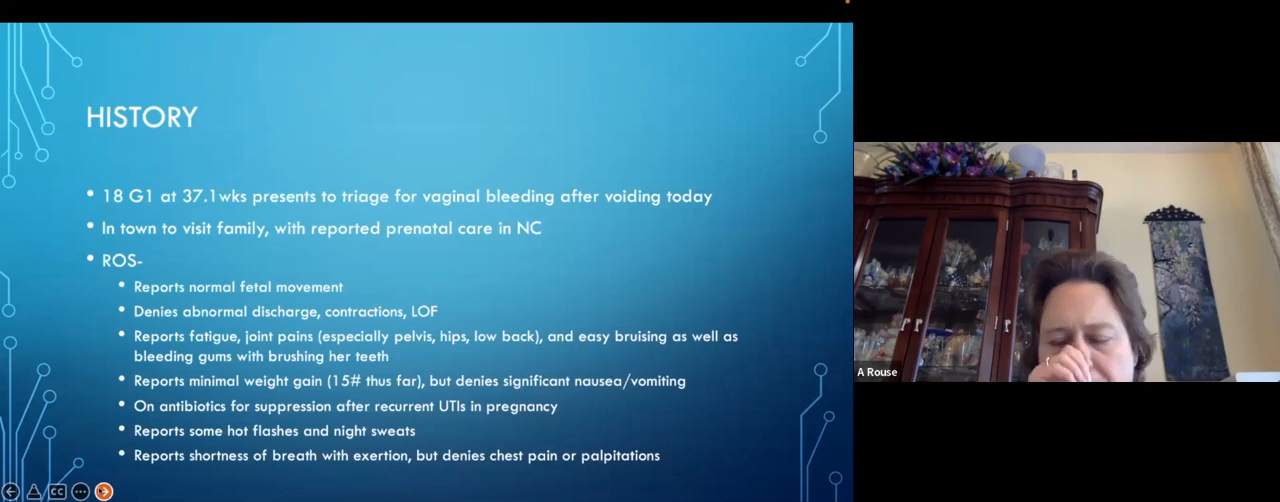 HISTORY
• 18 G1 at 37.1wks presents to triage for vaginal bleeding after voiding today
• In town to visit family, with reported prenatal care in NC
• ROS-
• Reports normal fetal movement
• Denies abnormal discharge, contractions, LOF
• Reports fatigue, joint pains (especially pelvis, hips, low back), and easy bruising as well as
bleeding gums with brushing her teeth
• Reports minimal weight gain (15# thus far), but denies significant nausea/vomiting
• On antibiotics for suppression after recurrent UTIs in pregnancy
• Reports some hot flashes and night sweats
• Reports shortness of breath with exertion, but denies chest pain or palpitations
CC
A Rouse